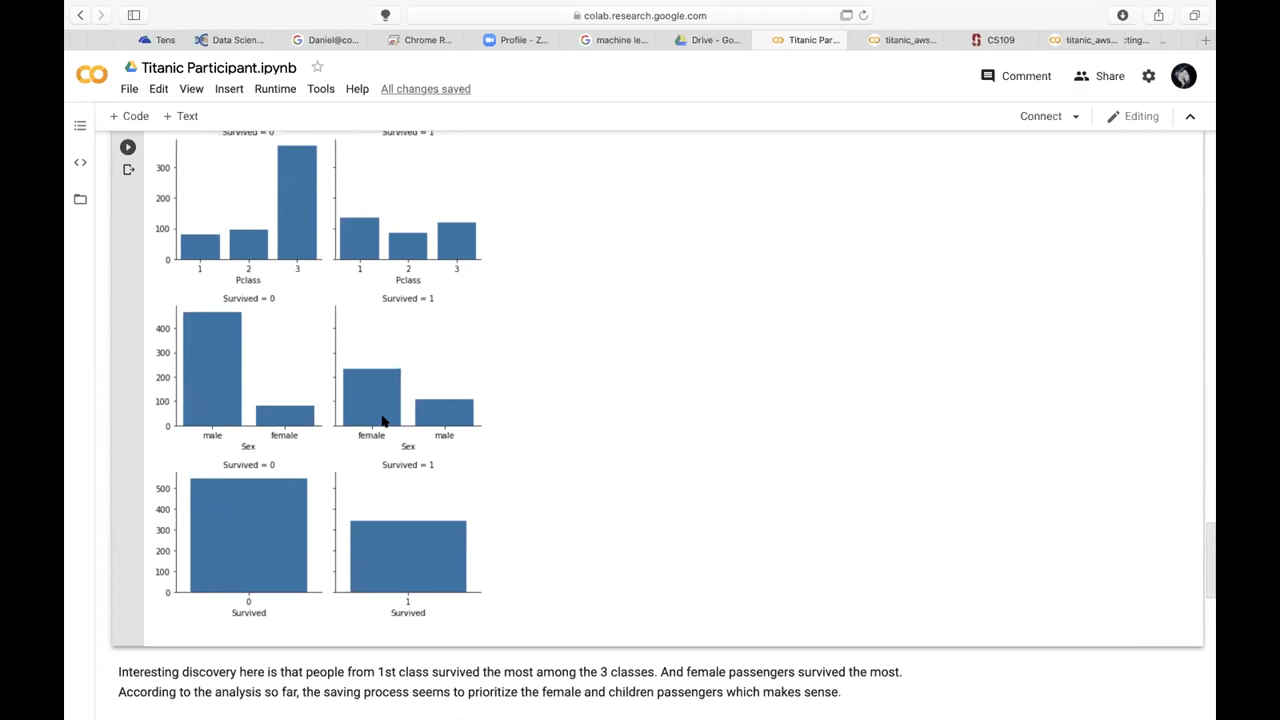 colab.research.google.com
Tens
Data Scien...
Daniel@co...
Chrome R...
Profile - Z...
machine le...
Drive - Go...
Titanic Par...
titanic_aws...
CS109
titanic_aws... :ting...
Titanic Participant.ipynb
Comment
Share
File Edit View Insert Runtime Tools Help All changes saved
+ Code + Text
Connect
Editing
Survived = 0 Survived = 1
300
200
100
0
1 2 3 1 2 3
Pclass Pclass
Survived = 0 Survived = 1
400
300
200
100
0
male female female male
Sex Sex
Survived = 0 Survived = 1
500
400
300
200
100
0
0 1
Survived Survived
Interesting discovery here is that people from 1st class survived the most among the 3 classes. And female passengers survived the most.
According to the analysis so far, the saving process seems to prioritize the female and children passengers which makes sense.